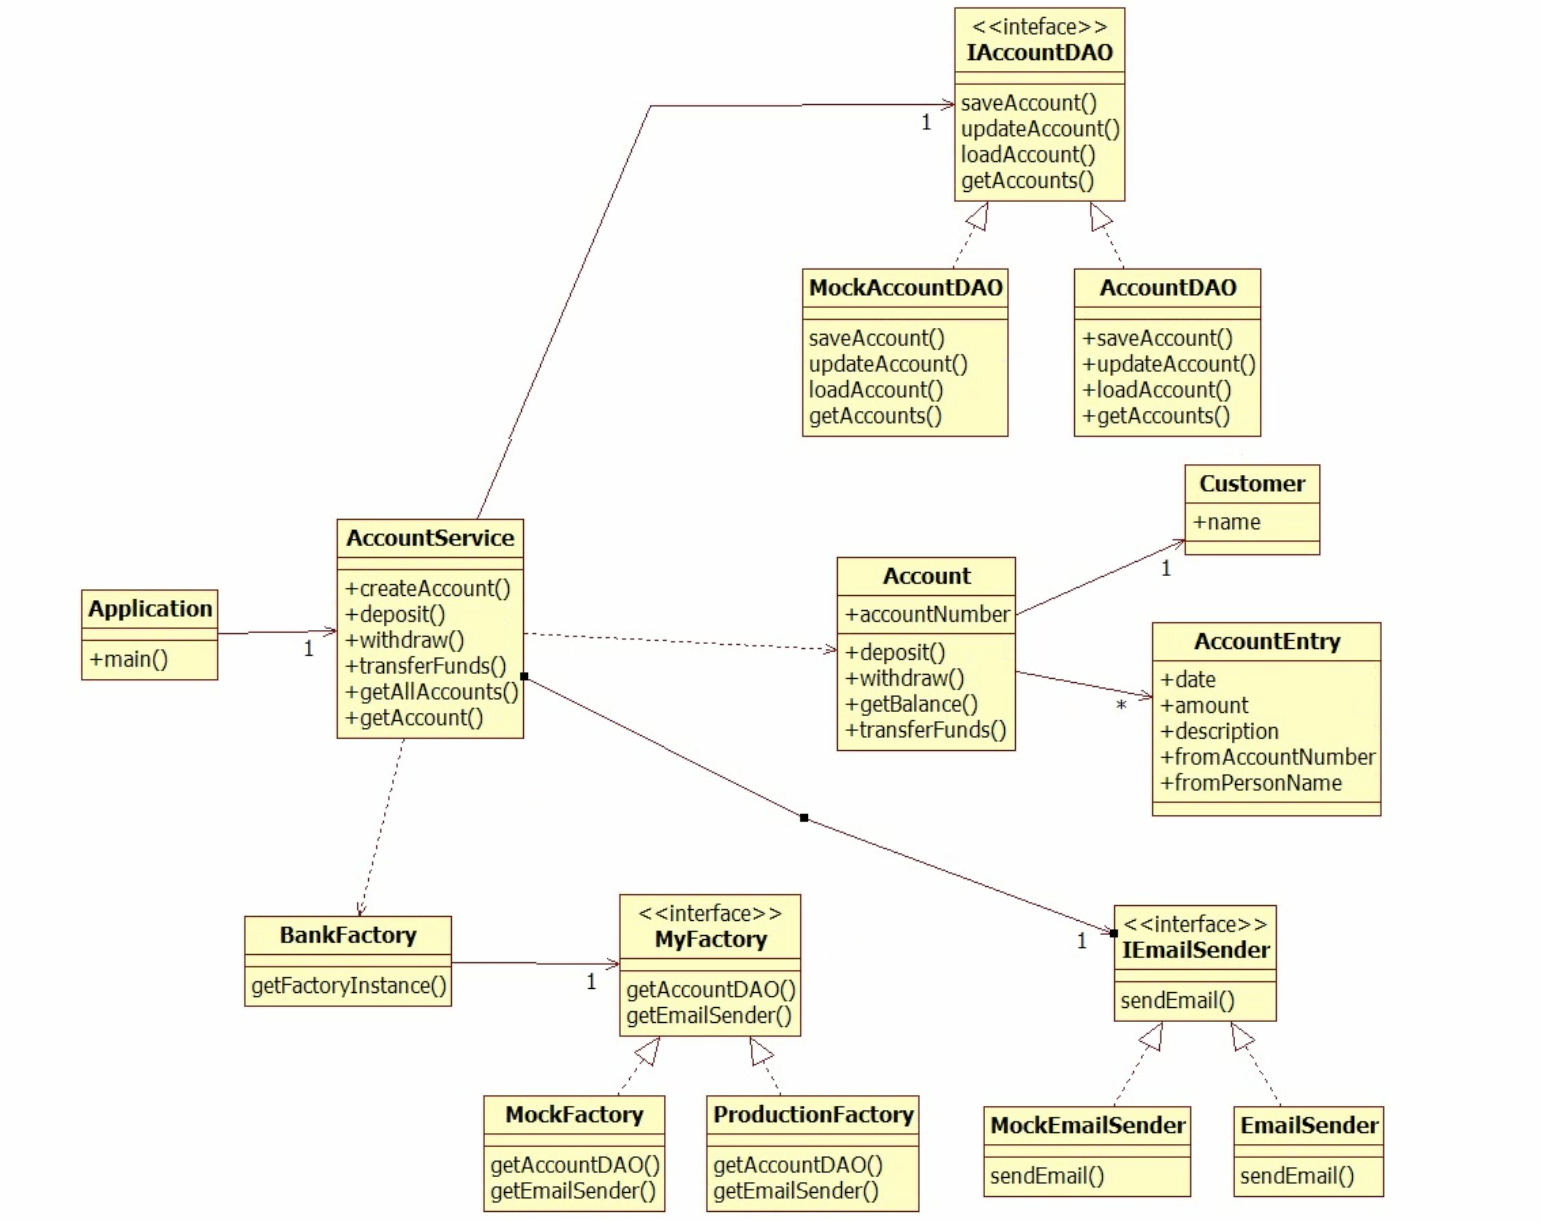 <<inteface>>
IAccountDAO
saveAccount()
updateAccount()
loadAccount()
getAccounts()
1
MockAccountDAO
saveAccount()
updateAccount()
loadAccount()
getAccounts()
AccountDAO
+saveAccount()
+updateAccount()
+loadAccount()
+getAccounts()
Customer
+name
1
AccountService
+createAccount()
+deposit()
+withdraw()
+transferFunds()
+getAllAccounts()
+getAccount()
Application
+main()
1
Account
+accountNumber
+deposit()
+withdraw()
+getBalance()
+transferFunds()
AccountEntry
+date
+amount
+description
+fromAccountNumber
+fromPersonName
*
BankFactory
getFactoryInstance()
1
<<interface>>
MyFactory
getAccountDAO()
getEmailSender()
1
<<interface>>
IEmailSender
sendEmail()
MockFactory
getAccountDAO()
getEmailSender()
ProductionFactory
getAccountDAO()
getEmailSender()
MockEmailSender
sendEmail()
EmailSender
sendEmail()